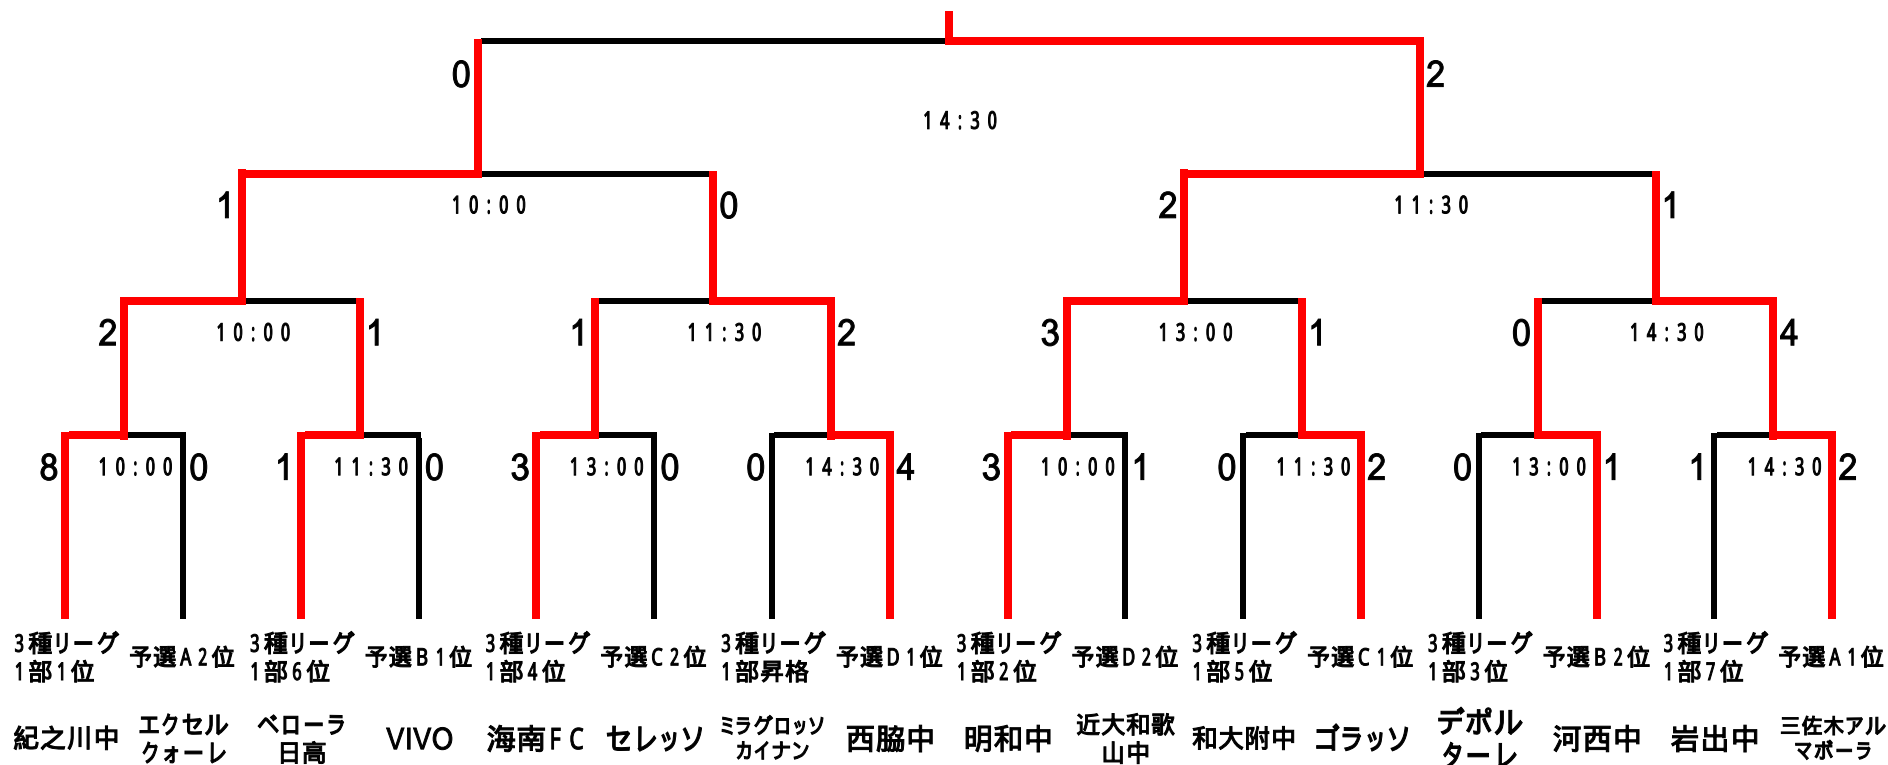 0 2
14:30
1 10:00 0 2 11:30 1
2 10:00 1 1 11:30 2 3 13:00 1 0 14:30 4
8 10:00 0 1 11:30 0 3 13:00 0 0 14:30 4 3 10:00 1 0 11:30 2 0 13:00 1 1 14:30 2
3種リーグ
1部1位
予選A2位
3種リーグ
1部6位
予選B1位
3種リーグ
1部4位
予選C2位
3種リーグ
1部昇格
予選D1位
3種リーグ
1部2位
予選D2位
3種リーグ
1部5位
予選C1位
3種リーグ
1部3位
予選B2位
3種リーグ
1部7位
予選A1位
紀之川中
エクセル
クォーレ
ベローラ
日高
VIVO
海南FC
セレッソ
ミラグロッソ
カイナン
西脇中
明和中
近大和歌
山中
和大附中
ゴラッソ
デポル
ターレ
河西中
岩出中
三佐木アル
マボーラ